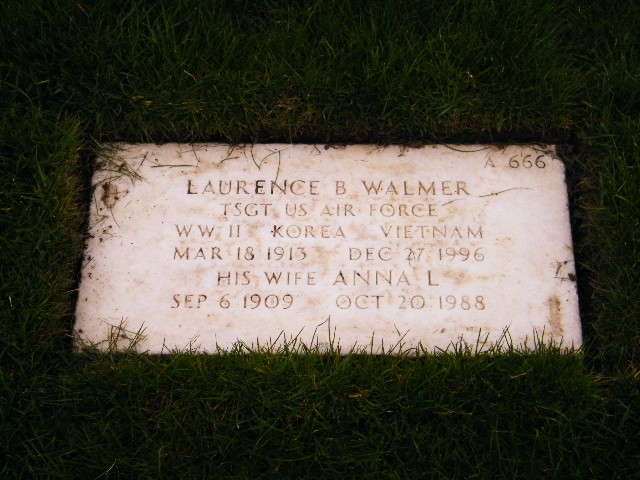 A 666
LAURENCE B WALMER
TSGT US AIR FORCE
WW II KOREA VIETNAM
MAR 18 1913 DEC 27 1996
HIS WIFE ANNA L
SEP 6 1909 OCT 20 1988